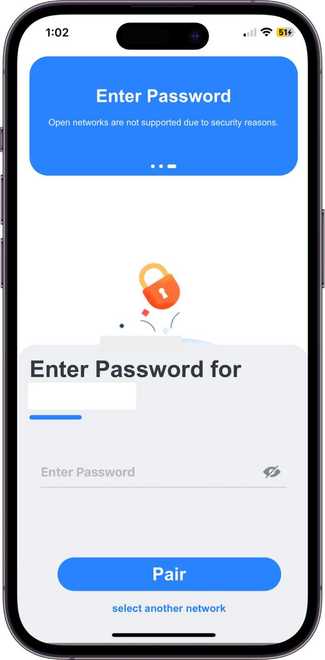 1:02
51
Enter Password
Open networks are not supported due to security reasons.
Enter Password for
Enter Password
Pair
select another network